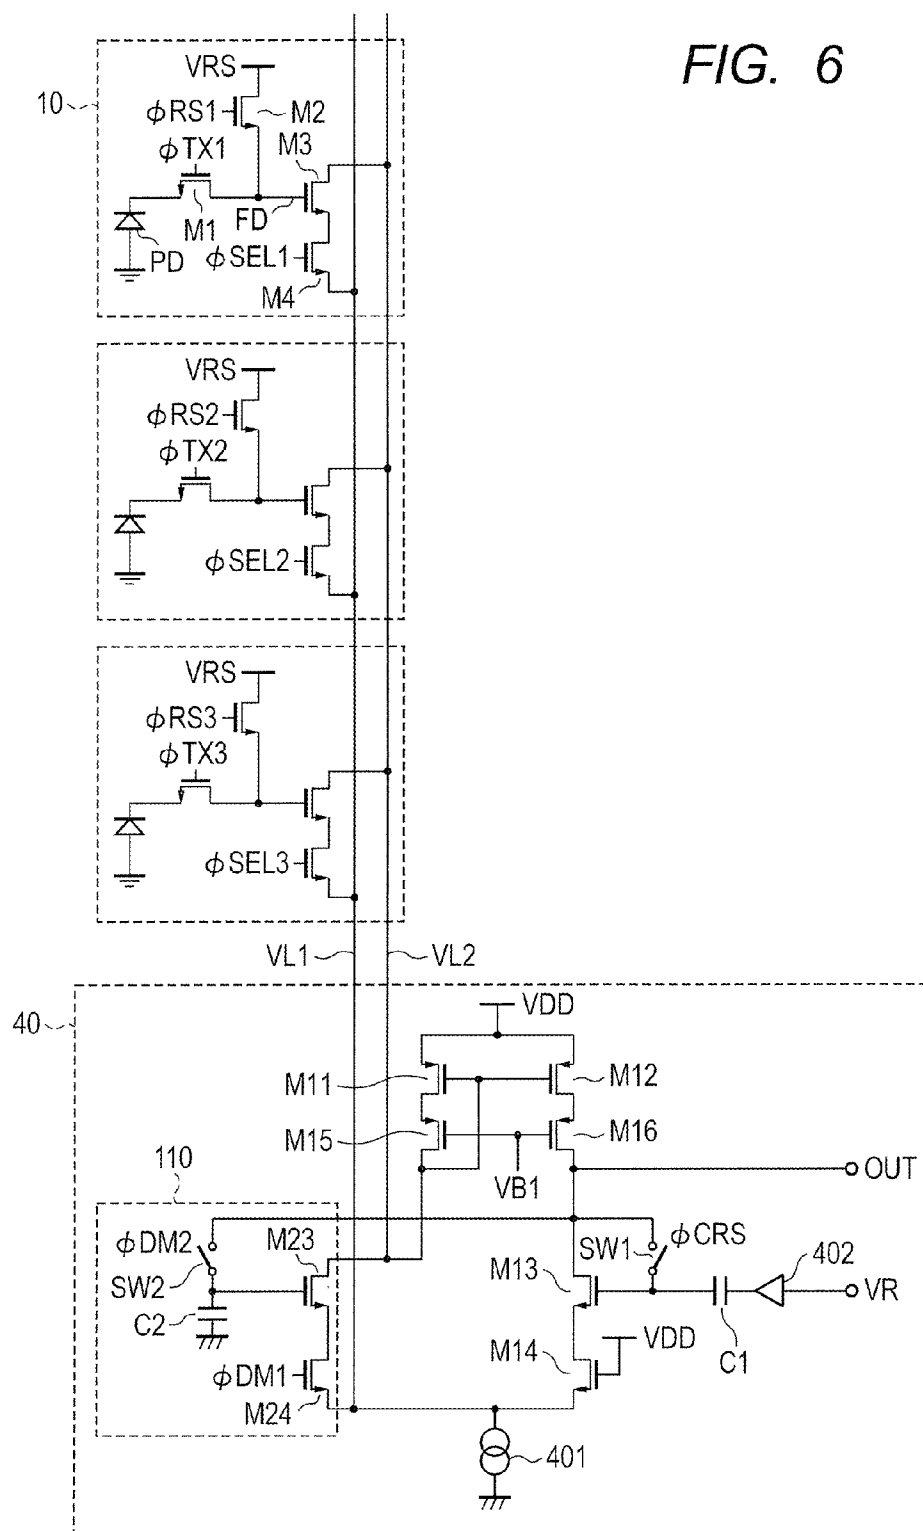 FIG. 6
10
VRS
ϕRS1
M2
ϕTX1
M3
M1
FD
PD
ϕSEL1
M4
VRS
ϕRS2
ϕTX2
ϕSEL2
VRS
ϕRS3
ϕTX3
ϕSEL3
VL1
VL2
40
VDD
M11
M12
M15
M16
VB1
OUT
110
ϕDM2
SW2
C2
M23
SW1
ϕCRS
402
M13
VR
C1
VDD
M14
ϕDM1
M24
401